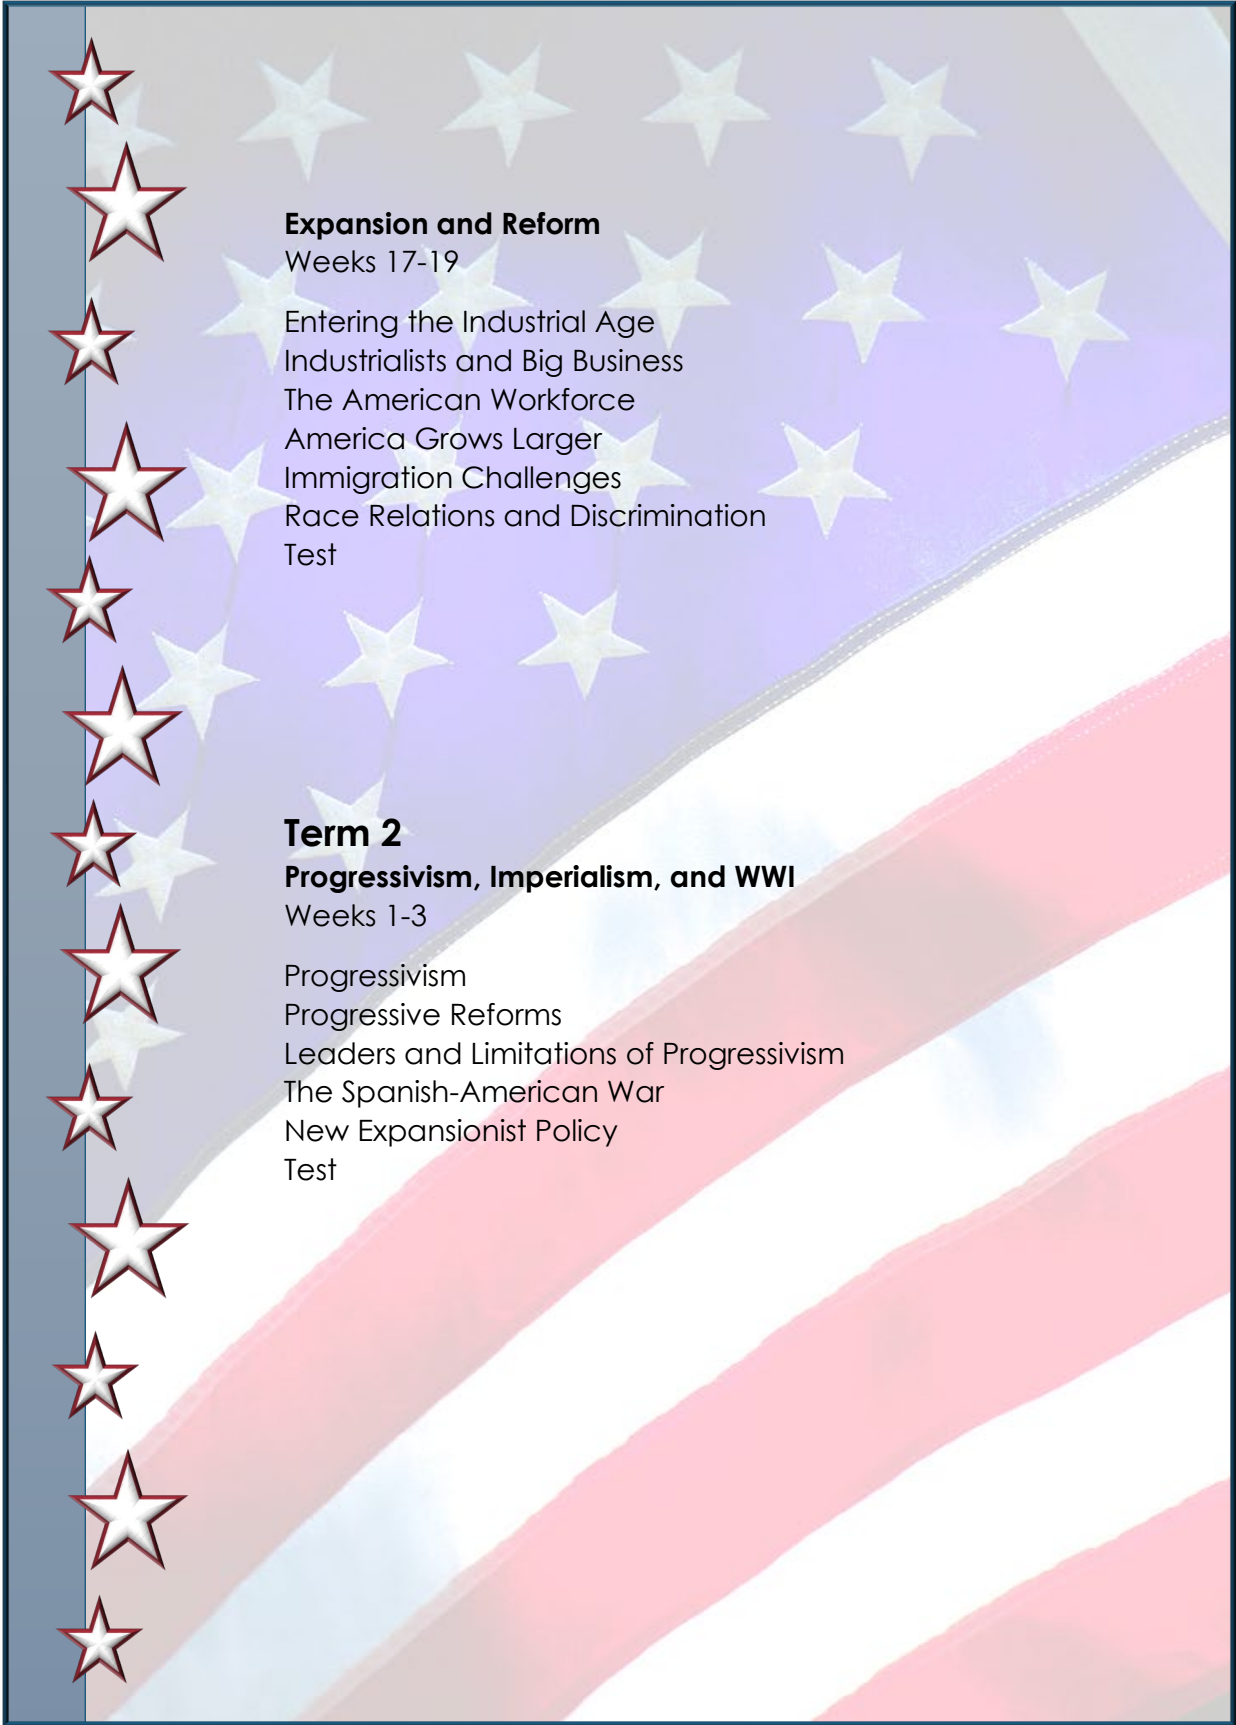 Expansion and Reform
Weeks 17-19
Entering the Industrial Age
Industrialists and Big Business
The American Workforce
America Grows Larger
Immigration Challenges
Race Relations and Discrimination
Test
Term 2
Progressivism, Imperialism, and WWI
Weeks 1-3
Progressivism
Progressive Reforms
Leaders and Limitations of Progressivism
The Spanish-American War
New Expansionist Policy
Test